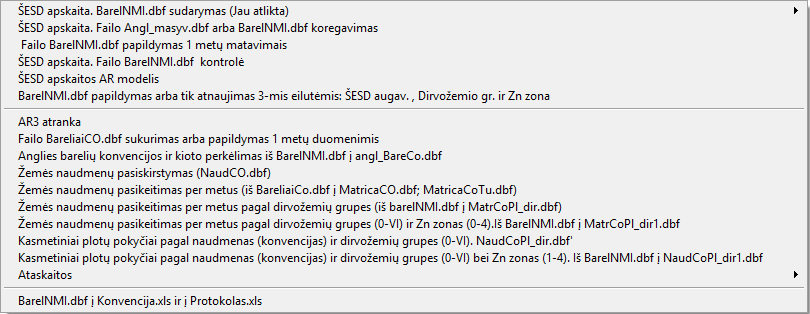 ŠESD apskaita. BarelNMI.dbf sudarymas (Jau atlikta)
ŠESD apskaita. Failo Angl_masyv.dbf arba BarelNMI.dbf koregavimas
Failo BarelNMI.dbf papildymas 1 metų matavimais
ŠESD apskaita. Failo BarelNMI.dbf kontrolė
ŠESD apskaitos AR modelis
BarelNMI.dbf papildymas arba tik atnaujimas 3-mis eilutėmis: ŠESD augav. , Dirvožemio gr. ir Zn zona
AR3 atranka
Failo BareliaiCO.dbf sukurimas arba papildymas 1 metų duomenimis
Anglies barelių konvencijos ir kioto perkėlimas iš BarelNMI.dbf į angl_BareCo.dbf
Žemės naudmenų pasiskirstymas (NaudCO.dbf)
Žemės naudmenų pasikeitimas per metus (iš BareliaiCo.dbf į MatricaCO.dbf; MatricaCoTu.dbf)
Žemės naudmenų pasikeitimas per metus pagal dirvožemių grupes (iš barelNMI.dbf į MatrCoPl_dir.dbf)
Žemės naudmenų pasikeitimas per metus pagal dirvožemių grupes (0-VI) ir Zn zonas (0-4).Iš BarelNMI.dbf į MatrCoPl_dir1.dbf
Kasmetiniai plotų pokyčiai pagal naudmenas (konvencijas) ir dirvožemių grupes (0-VI). NaudCoPl_dir.dbf'
Kasmetiniai plotų pokyčiai pagal naudmenas (konvencijas) ir dirvožemių grupes (0-VI) bei Zn zonas (1-4). Iš BarelNMI.dbf į NaudCoPl_dir1.dbf
Ataskaitos
BarelNMI.dbf į Konvencija.xls ir į Protokolas.xls